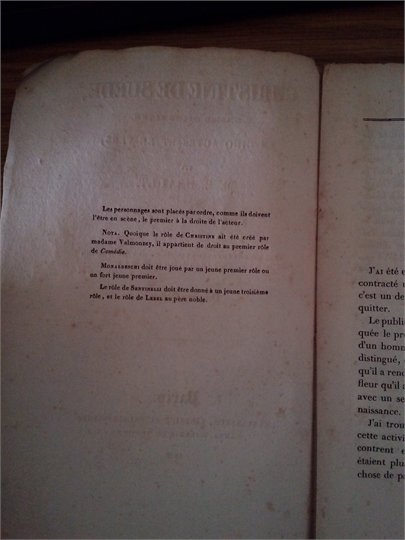 Les personnages sont placés par ordre, comme ils doivent
l'être en scène, le premier à la droite de l'acteur.
Nota. Quoique le rôle de Christine ait été créé par
madame Valmonzey, il appartient de droit au premier rôle
de Comédie.
Monaldeschi doit être joué par un jeune premier rôle ou
un fort jeune premier.
Le rôle de Sentinelli doit être donné à un jeune troisième
rôle, et le rôle de Lebel au père noble.
J'AI été
contracté
c'est un de
quitter.
Le public
quée le pr
d'un homm
distingué,
qu'il a rend
fleur qu'il a
avec un se
naissance.
J'ai trou
cette activi
contrent e
étaient plu
chose de p